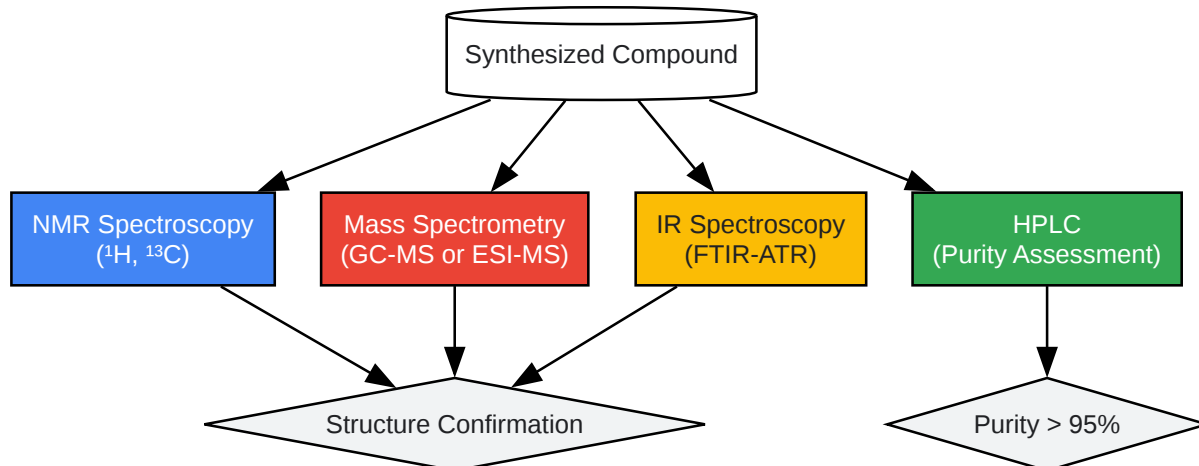 Synthesized Compound
NMR Spectroscopy
(¹H, ¹³C)
Mass Spectrometry
(GC-MS or ESI-MS)
IR Spectroscopy
(FTIR-ATR)
HPLC
(Purity Assessment)
Structure Confirmation
Purity > 95%